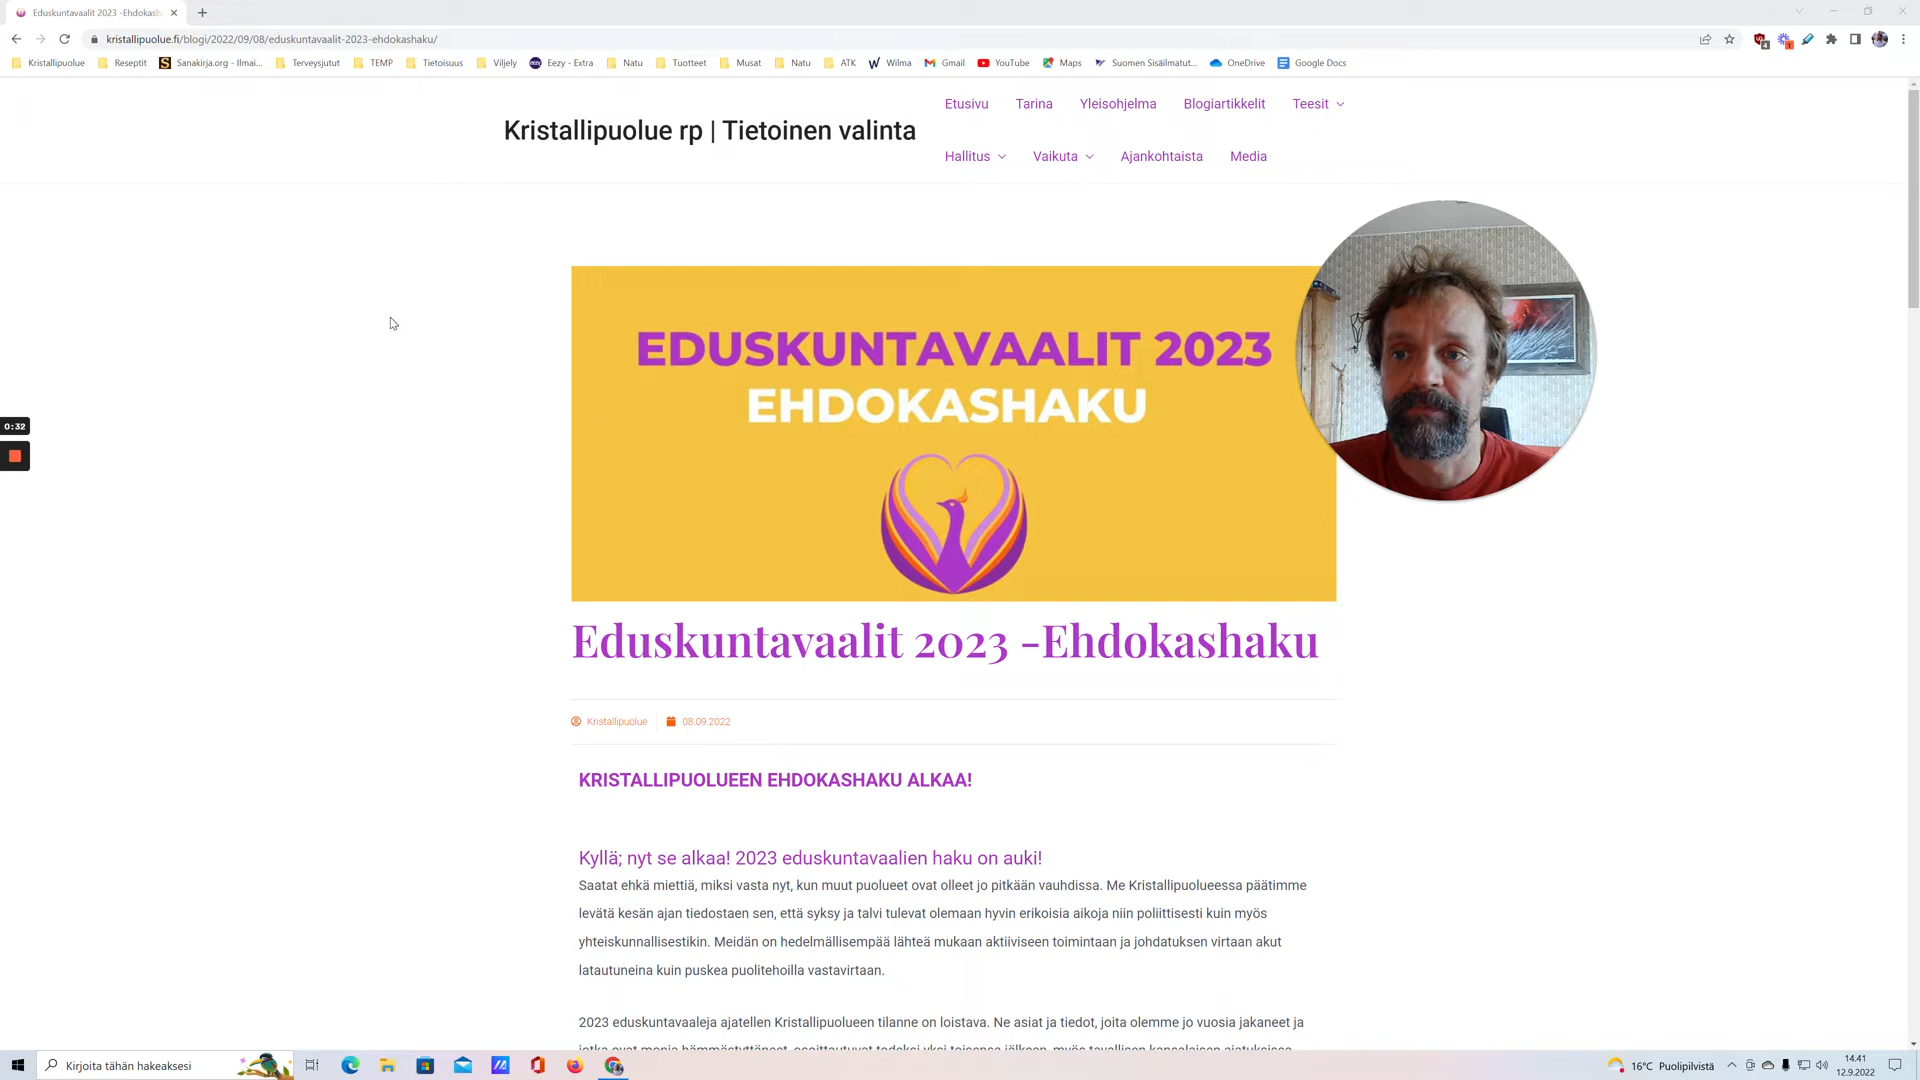 Eduskuntavaalit 2023 -Ehdokash
kristallipuolue.fi/blogi/2022/09/08/eduskuntavaalit-2023-ehdokashaku/
Kristallipuolue Reseptit Sanakirja.org - Ilmai... Terveysjutut TEMP Tietoisuus Viljely Eezy - Extra Natu Tuotteet Musat Natu ATK Wilma Gmail YouTube Maps Suomen Sisäilmatut... OneDrive Google Docs
Kristallipuolue rp | Tietoinen valinta
Etusivu Tarina Yleisohjelma Blogiartikkelit Teesit
Hallitus Vaikuta Ajankohtaista Media
EDUSKUNTAVAALIT 2023
EHDOKASHAKU
0:32
Eduskuntavaalit 2023 -Ehdokashaku
Kristallipuolue 08.09.2022
KRISTALLIPUOLUEEN EHDOKASHAKU ALKAA!
Kyllä; nyt se alkaa! 2023 eduskuntavaalien haku on auki!
Saatat ehkä miettiä, miksi vasta nyt, kun muut puolueet ovat olleet jo pitkään vauhdissa. Me Kristallipuolueessa päätimme
levätä kesän ajan tiedostaen sen, että syksy ja talvi tulevat olemaan hyvin erikoisia aikoja niin poliittisesti kuin myös
yhteiskunnallisestikin. Meidän on hedelmällisempää lähteä mukaan aktiiviseen toimintaan ja johdatuksen virtaan akut
latautuneina kuin puskea puolitehoilla vastavirtaan.
2023 eduskuntavaaleja ajatellen Kristallipuolueen tilanne on loistava. Ne asiat ja tiedot, joita olemme jo vuosia jakaneet ja
Kirjoita tähän hakeaksesi
16°C Puolipilvistä
14.41
12.9.2022